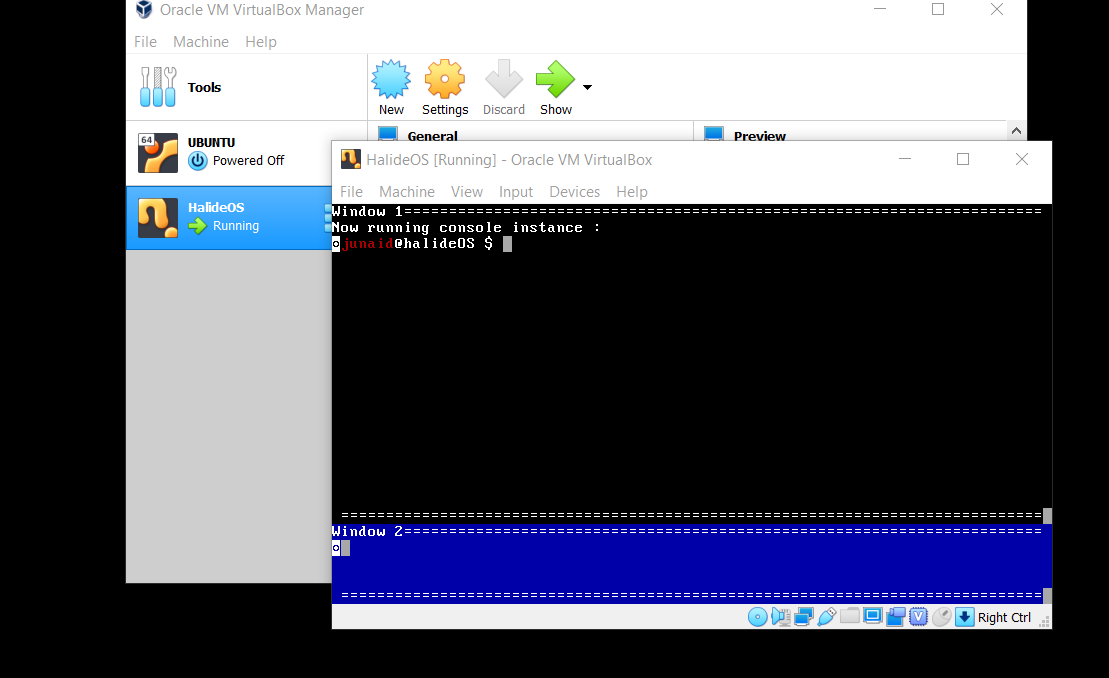 Oracle VM VirtualBox Manager
File Machine Help
Tools
New Settings Discard Show
64
UBUNTU
Powered Off
HalideOS
Running
General
Preview
HalideOS [Running] - Oracle VM VirtualBox
File Machine View Input Devices Help
Window 1===============================================================================
Now running console instance :
junaid@halideOS $
===============================================================================
Window 2===============================================================================
===============================================================================
V
Right Ctrl